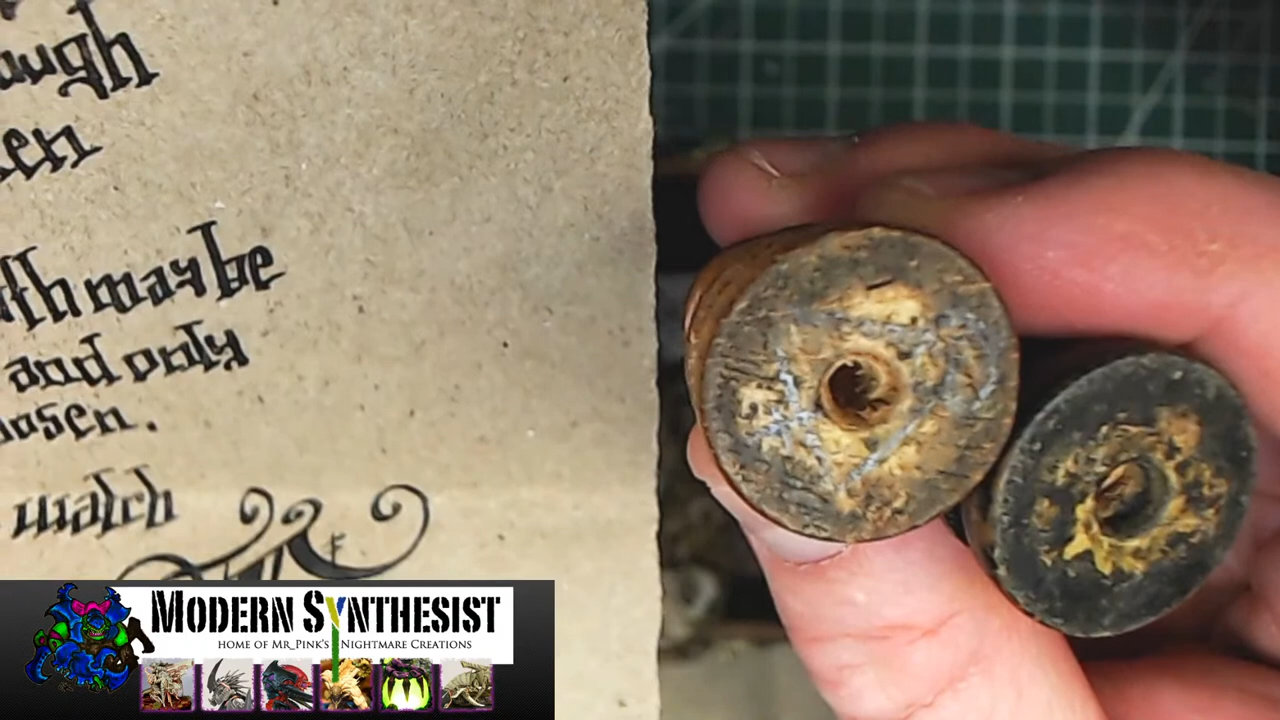 ough
en
th may be
and only
osen.
watch
MODERN SYNTHESIST
HOME OF MR_PINK'S NIGHTMARE CREATIONS